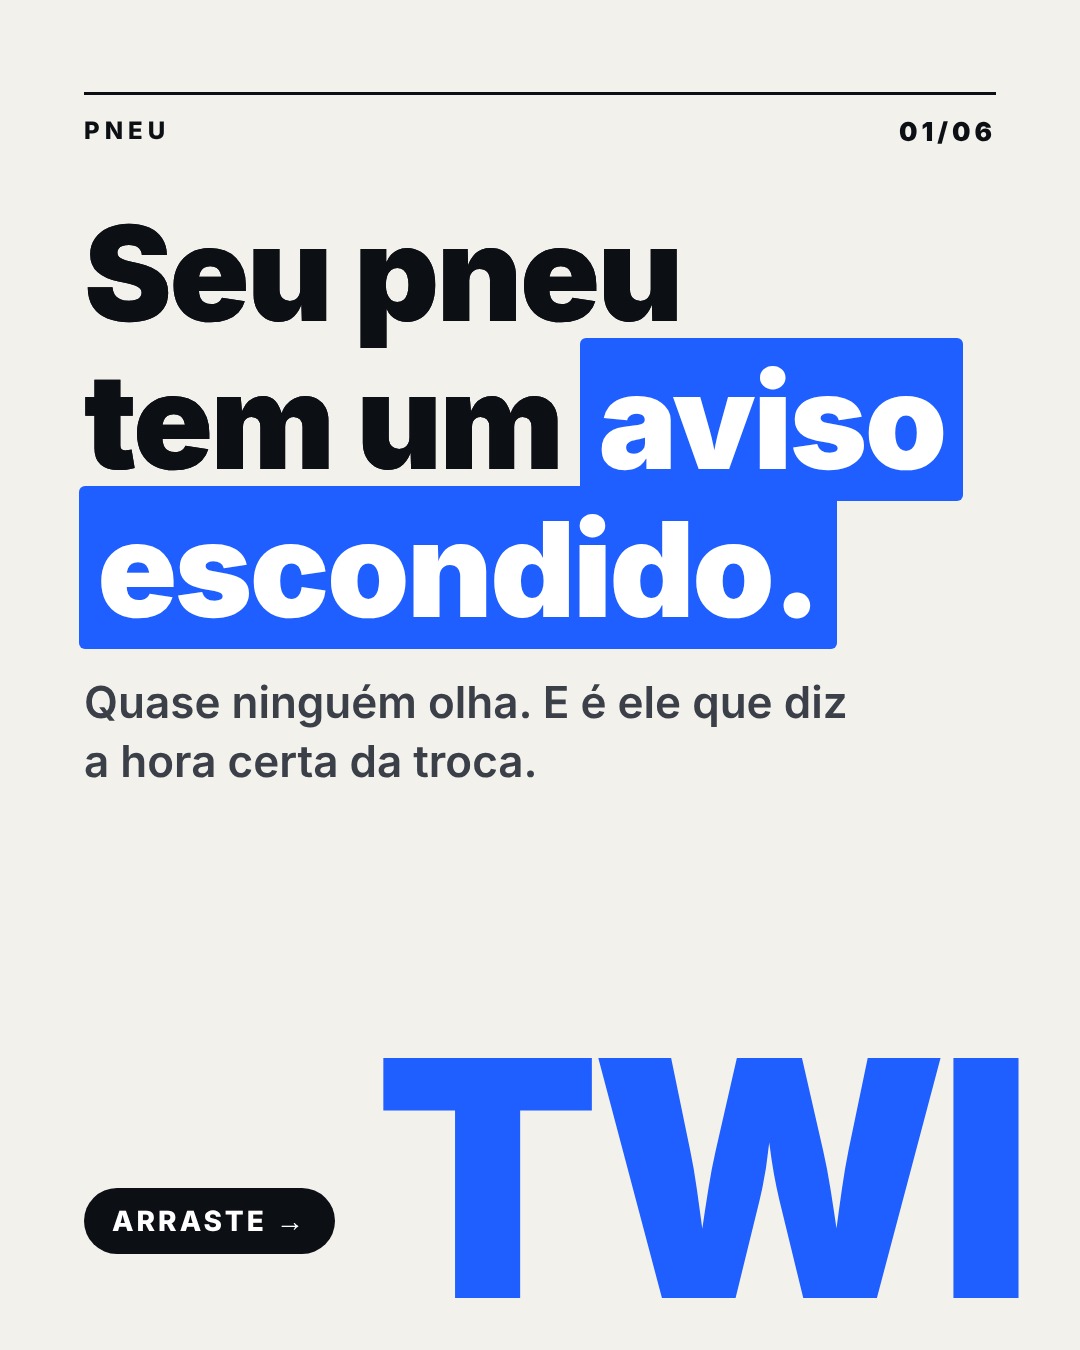 PNEU
01/06
Seu pneu
tem um aviso
escondido.
Quase ninguém olha. E é ele que diz
a hora certa da troca.
TWI
ARRASTE →